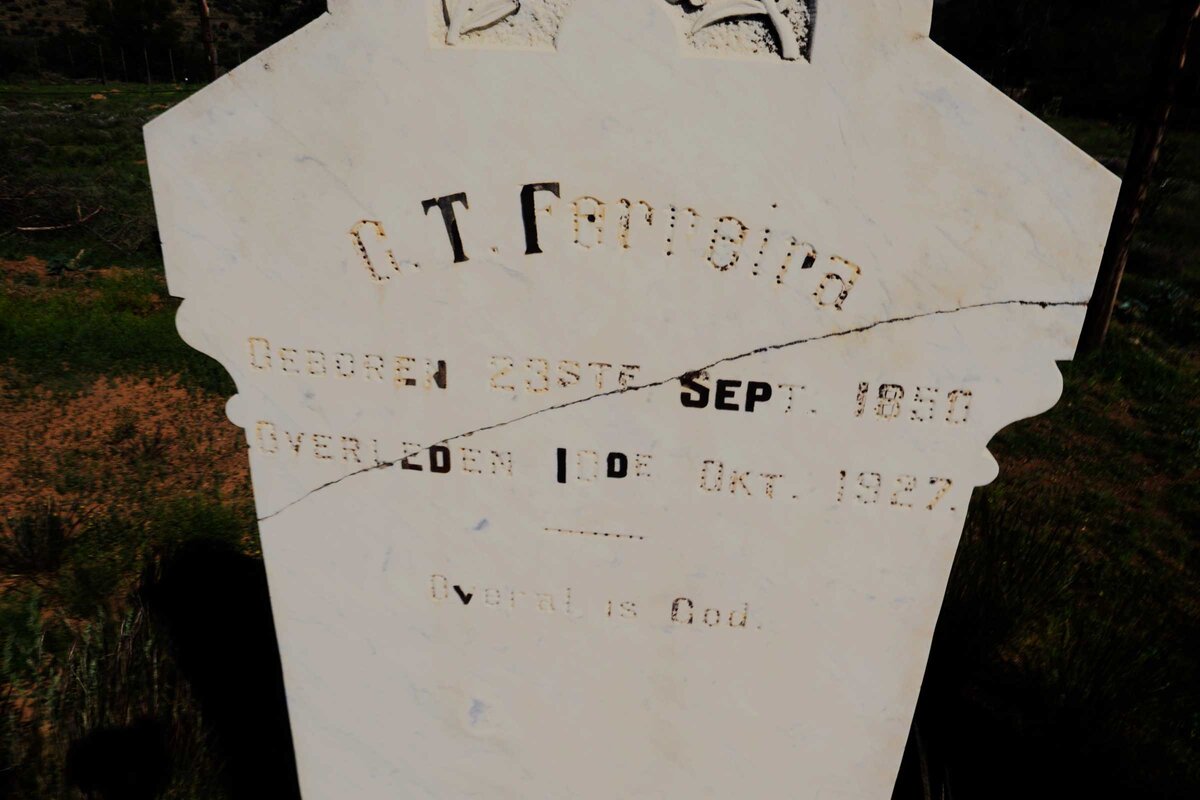 G. T. Ferreira
GEBOREN 23STE SEPT. 1850
OVERLEDEN 10DE OKT. 1927.
Overal is God.